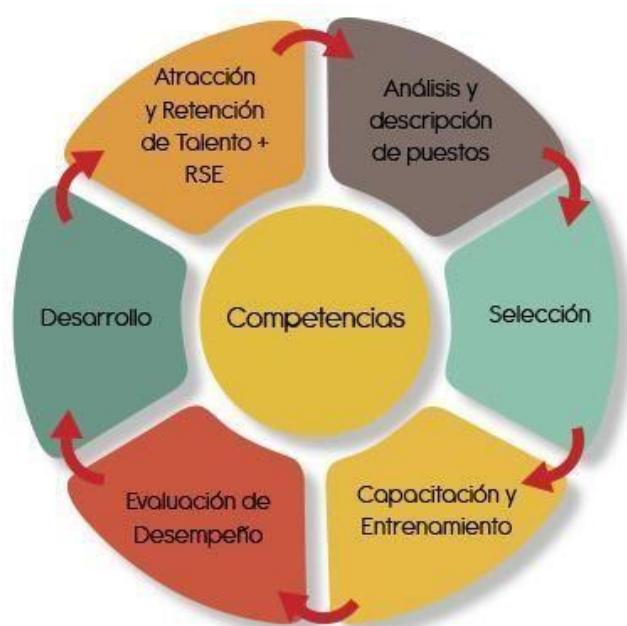 Atracción
y Retención
de Talento +
RSE
Análisis y
descripción
de puestos
Selección
Capacitación y
Entrenamiento
Evaluación de
Desempeño
Desarrollo
Competencias